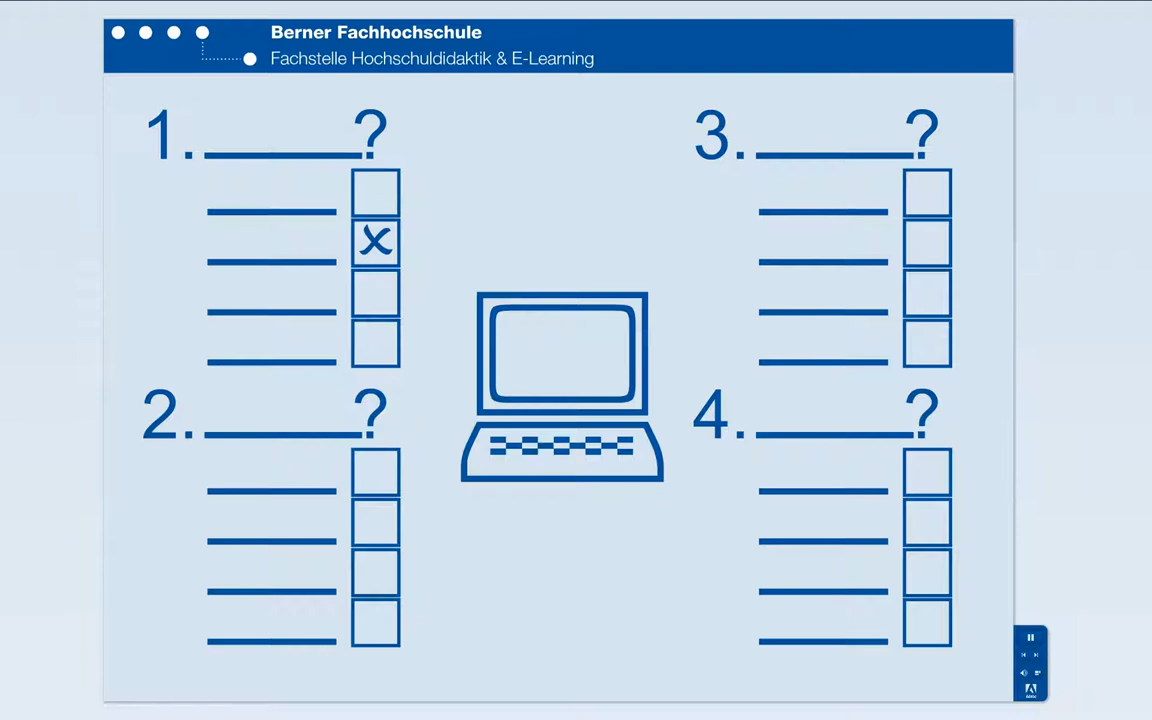 Berner Fachhochschule
Fachstelle Hochschuldidaktik & E-Learning
1. ?
2. ?
3. ?
4. ?